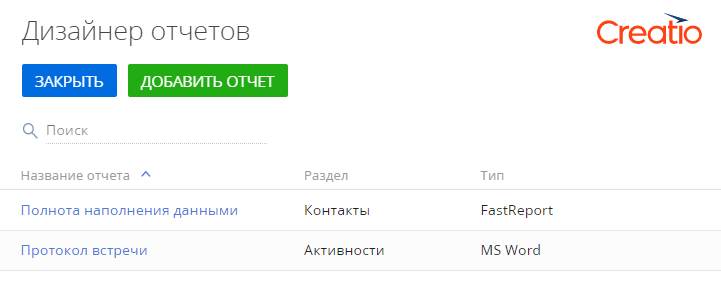 Дизайнер отчетов
Creatio
ЗАКРЫТЬ ДОБАВИТЬ ОТЧЕТ
Поиск
Название отчета Раздел Тип
Полнота наполнения данными Контакты FastReport
Протокол встречи Активности MS Word